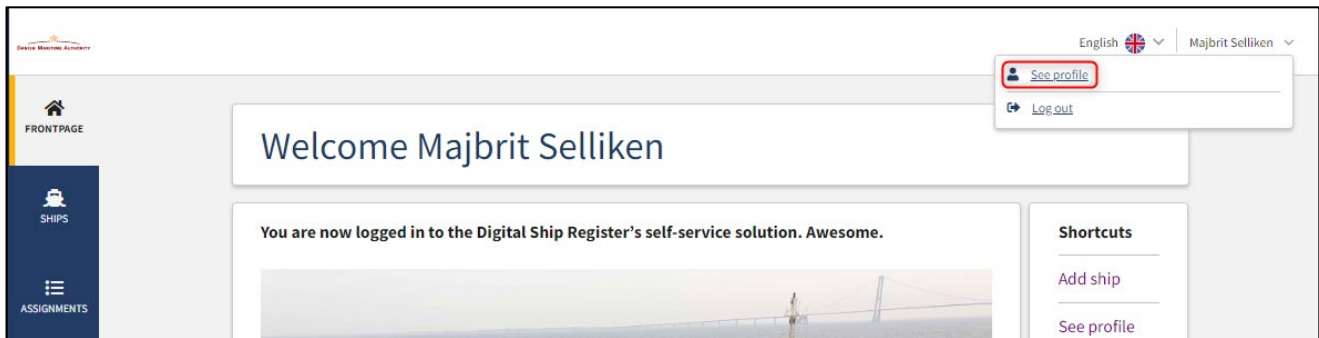 DANISH MARITIME AUTHORITY
English
Majbrit Selliken
See profile
Log out
FRONTPAGE
SHIPS
ASSIGNMENTS
Welcome Majbrit Selliken
You are now logged in to the Digital Ship Register’s self-service solution. Awesome.
Shortcuts
Add ship
See profile